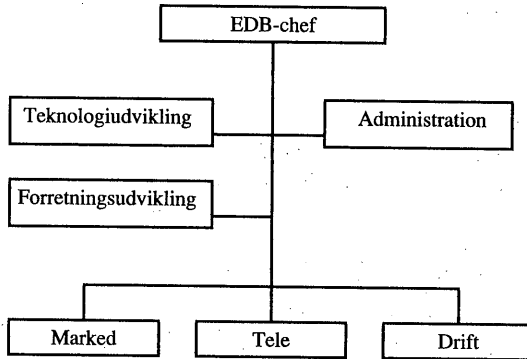 EDB-chef
Teknologiudvikling
Administration
Forretningsudvikling
Marked
Tele
Drift